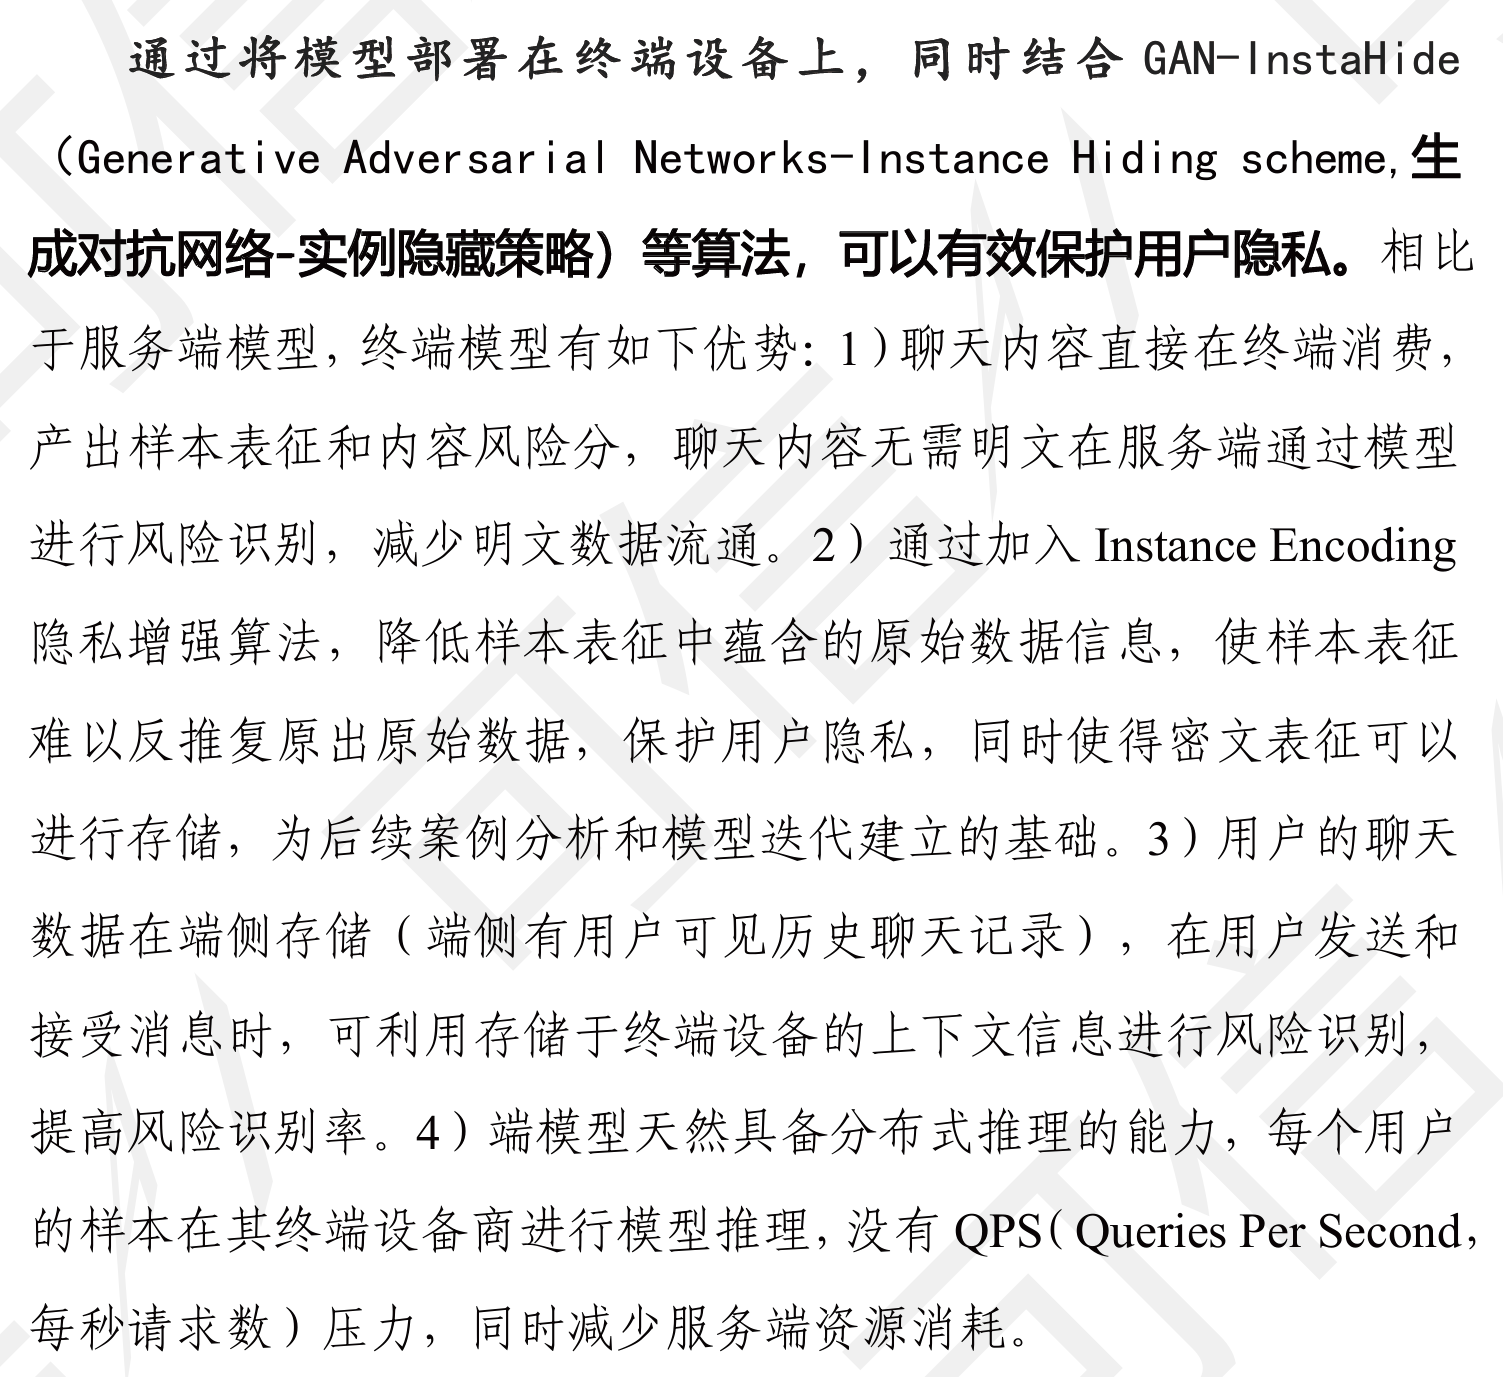 通过将模型部署在终端设备上，同时结合 GAN-InstaHide
（Generative Adversarial Networks-Instance Hiding scheme,生
成对抗网络-实例隐藏策略）等算法，可以有效保护用户隐私。相比
于服务端模型，终端模型有如下优势：1）聊天内容直接在终端消费，
产出样本表征和内容风险分，聊天内容无需明文在服务端通过模型
进行风险识别，减少明文数据流通。2）通过加入 Instance Encoding
隐私增强算法，降低样本表征中蕴含的原始数据信息，使样本表征
难以反推复原出原始数据，保护用户隐私，同时使得密文表征可以
进行存储，为后续案例分析和模型迭代建立的基础。3）用户的聊天
数据在端侧存储（端侧有用户可见历史聊天记录），在用户发送和
接受消息时，可利用存储于终端设备的上下文信息进行风险识别，
提高风险识别率。4）端模型天然具备分布式推理的能力，每个用户
的样本在其终端设备商进行模型推理，没有 QPS（Queries Per Second，
每秒请求数）压力，同时减少服务端资源消耗。
可信